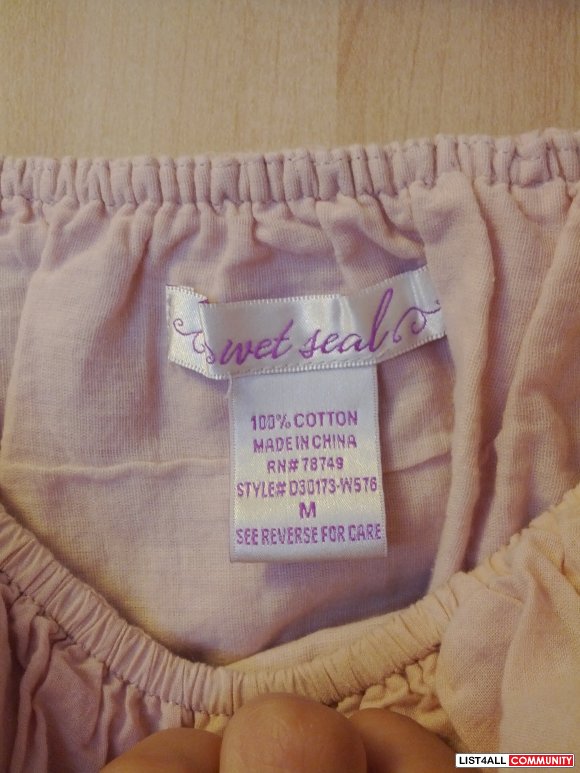 wet seal
100% COTTON
MADE IN CHINA
RN# 78749
STYLE# D30173-W576
M
SEE REVERSE FOR CARE
LIST4ALL COMMUNITY